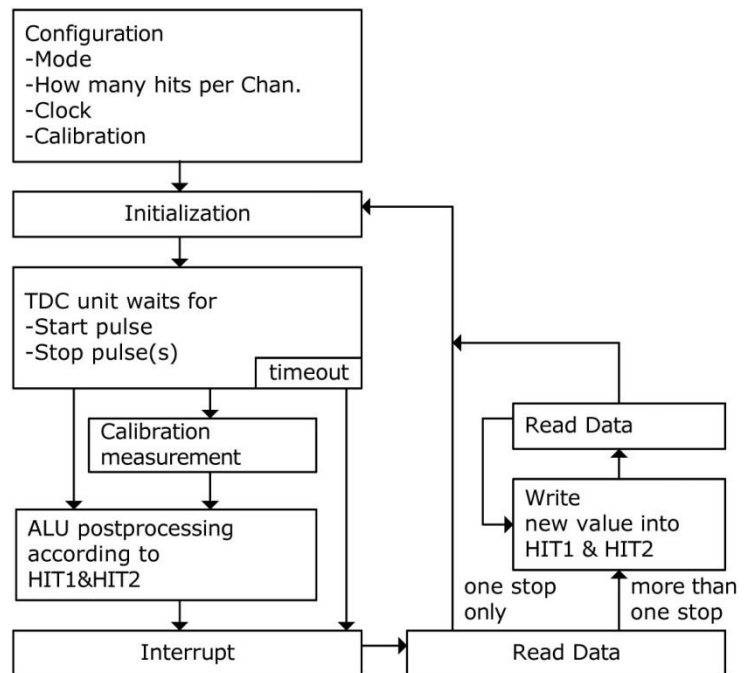 Configuration
-Mode
-How many hits per Chan.
-Clock
-Calibration
Initialization
TDC unit waits for
-Start pulse
-Stop pulse(s)
timeout
Calibration
measurement
ALU postprocessing
according to
HIT1&HIT2
Interrupt
Read Data
Write
new value into
HIT1 & HIT2
one stop
only
more than
one stop
Read Data